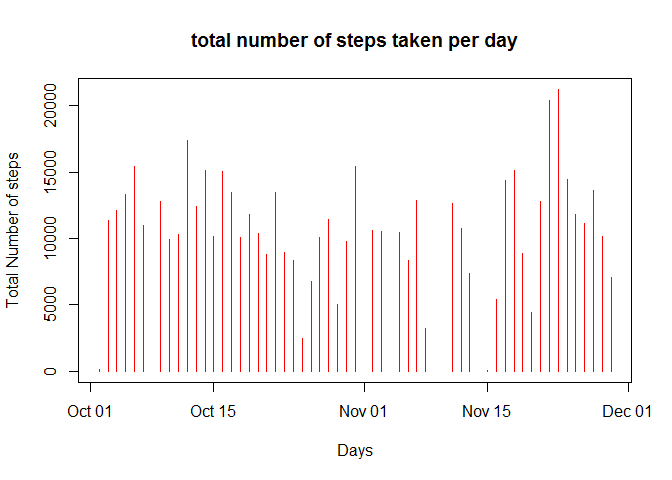 total number of steps taken per day
Total Number of steps
20000
15000
10000
5000
0
Oct 01 Oct 15 Nov 01 Nov 15 Dec 01
Days